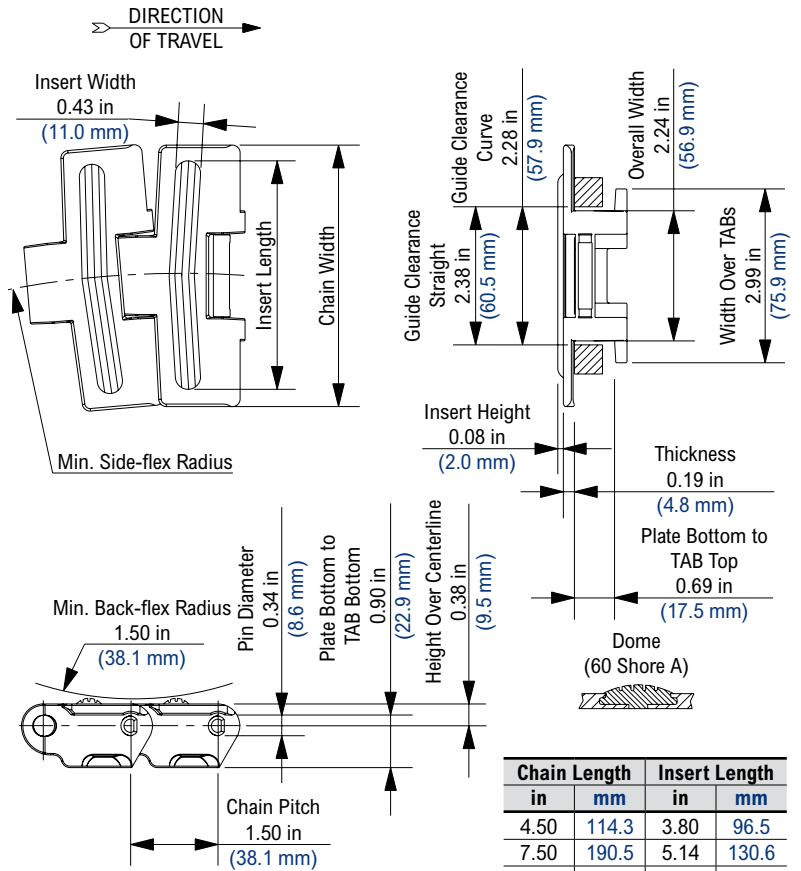 DIRECTION
OF TRAVEL
Insert Width
0.43 in
(11.0 mm)
Insert Length
Chain Width
Min. Side-flex Radius
Guide Clearance
Curve
2.28 in
(57.9 mm)
Overall Width
2.24 in
(56.9 mm)
Guide Clearance
Straight
2.38 in
(60.5 mm)
Width Over TABs
2.99 in
(75.9 mm)
Insert Height
0.08 in
(2.0 mm)
Thickness
0.19 in
(4.8 mm)
Plate Bottom to
TAB Top
0.69 in
(17.5 mm)
Min. Back-flex Radius
1.50 in
(38.1 mm)
Pin Diameter
0.34 in
(8.6 mm)
Plate Bottom to
TAB Bottom
0.90 in
(22.9 mm)
Height Over Centerline
0.38 in
(9.5 mm)
Dome
(60 Shore A)
Chain Pitch
1.50 in
(38.1 mm)
Chain Length Insert Length
in mm in mm
4.50 114.3 3.80 96.5
7.50 190.5 5.14 130.6